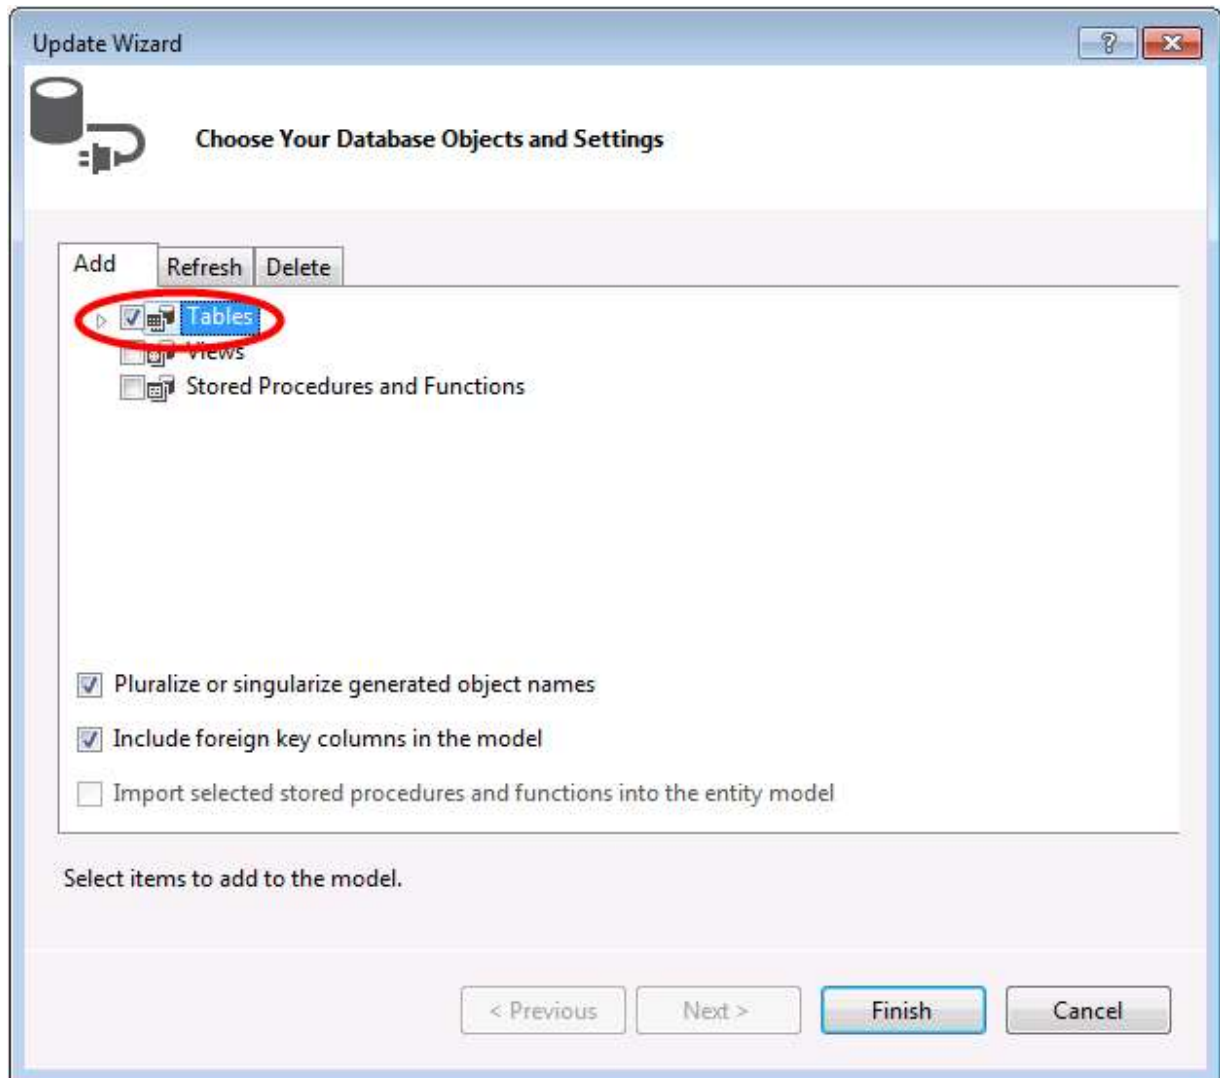 Update Wizard
Choose Your Database Objects and Settings
Add Refresh Delete
Tables
Views
Stored Procedures and Functions
Pluralize or singularize generated object names
Include foreign key columns in the model
Import selected stored procedures and functions into the entity model
Select items to add to the model.
< Previous Next > Finish Cancel